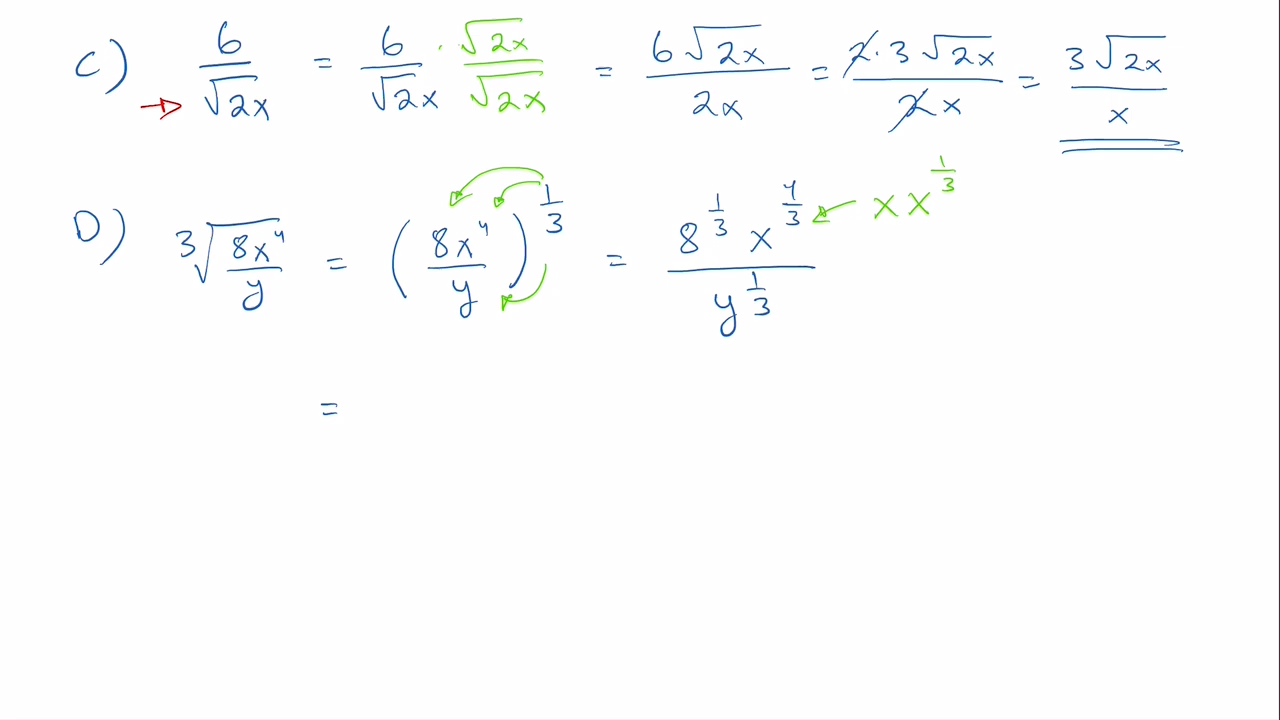 C) 6/√2x = 6/√2x · √2x/√2x = 6√2x/2x = 2·3√2x/2x = 3√2x/x
D) ³√(8x⁴/y) = (8x⁴/y)^(1/3) = 8^(1/3) x^(4/3)/y^(1/3) x x^(1/3)
=